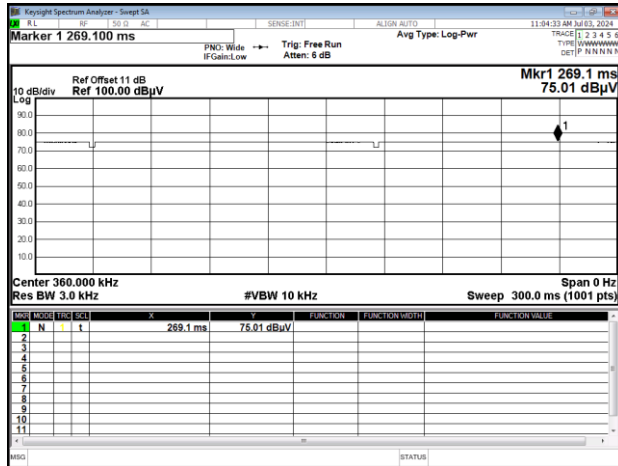 Keysight Spectrum Analyzer - Swept SA
RL RF 50 Ω AC SENSE:INT ALIGN AUTO 11:04:33 AM Jul 03, 2024
Marker 1 269.100 ms
PNO: Wide
IFGain:Low
Trig: Free Run
Atten: 6 dB
Avg Type: Log-Pwr
TRACE 1 2 3 4 5 6
TYPE WWWWWW
DET P N N N N N
Ref Offset 11 dB
10 dB/div Ref 100.00 dBµV
Log
Mkr1 269.1 ms
75.01 dBµV
90.0
80.0
70.0
60.0
50.0
40.0
30.0
20.0
10.0
1
Center 360.000 kHz Span 0 Hz
Res BW 3.0 kHz #VBW 10 kHz Sweep 300.0 ms (1001 pts)
MKR MODE TRC SCL X Y FUNCTION FUNCTION WIDTH FUNCTION VALUE
1 N 1 t 269.1 ms 75.01 dBµV
2
3
4
5
6
7
8
9
10
11
MSG STATUS